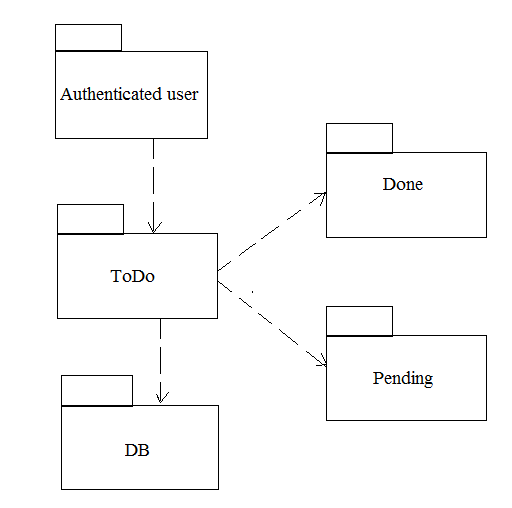 Authenticated user
Done
ToDo
Pending
DB